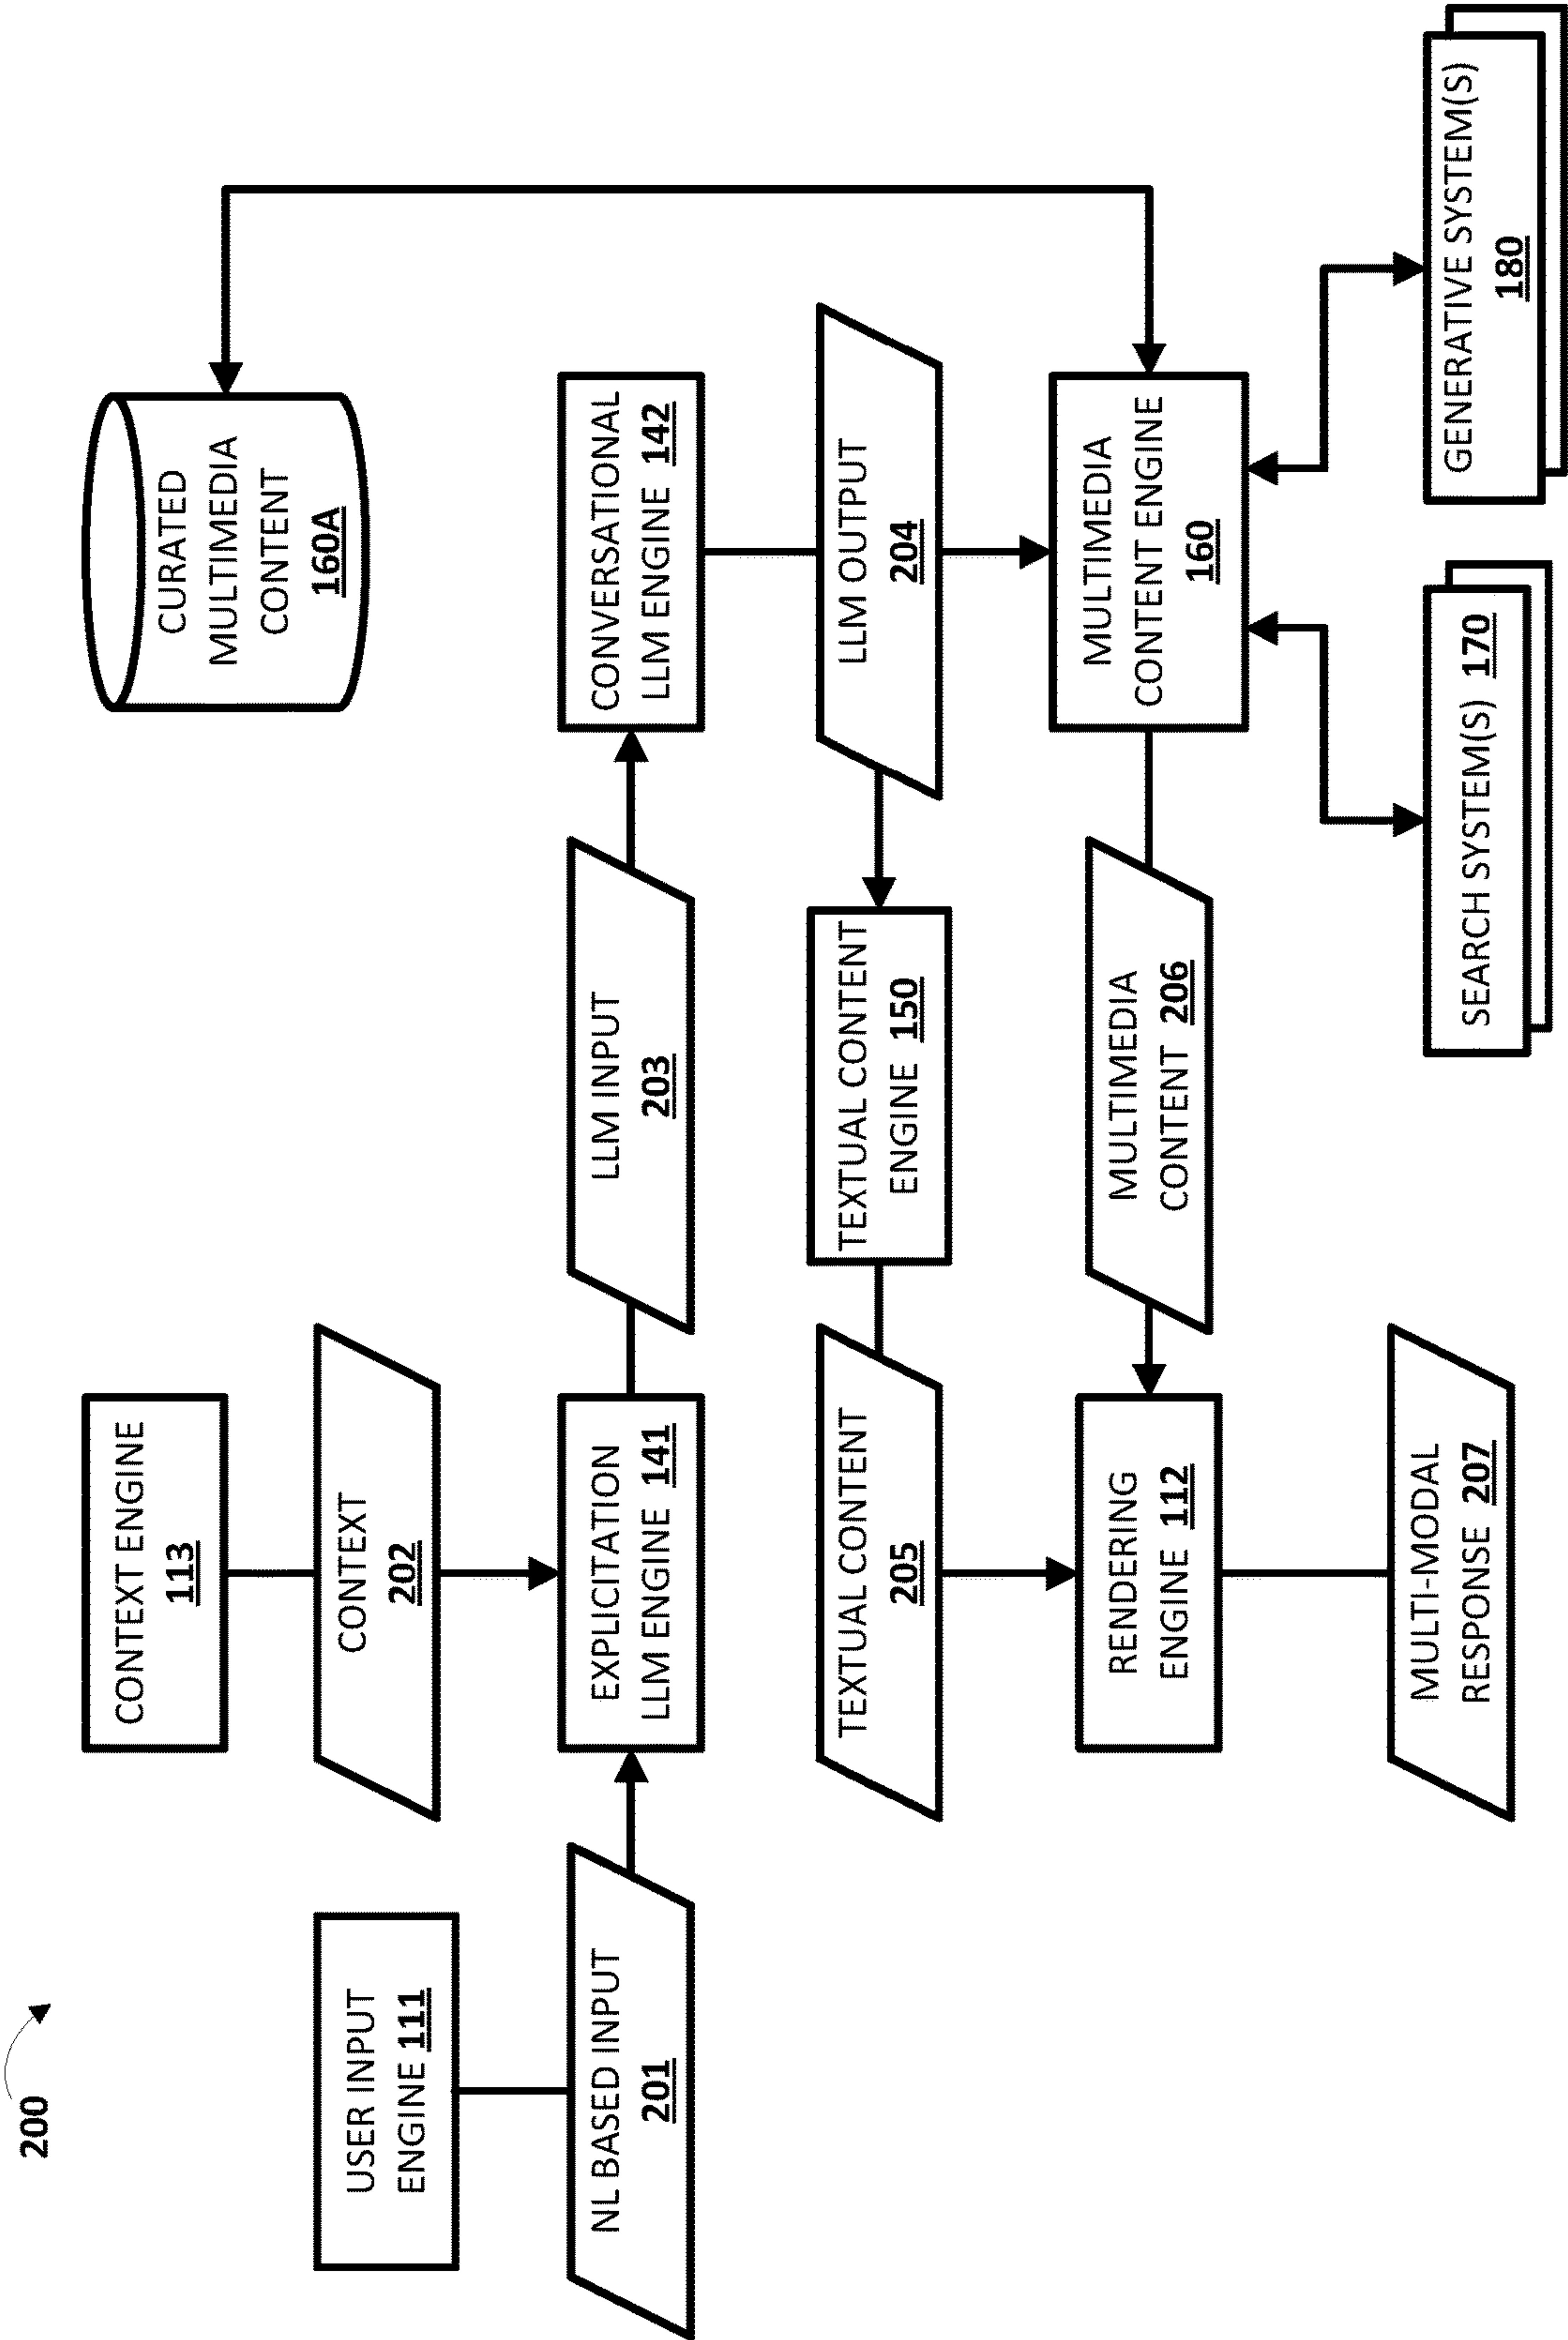 200
CONTEXT ENGINE
113
CURATED
MULTIMEDIA
CONTENT
160A
USER INPUT
ENGINE 111
CONTEXT
202
NL BASED INPUT
201
EXPLICITATION
LLM ENGINE 141
LLM INPUT
203
CONVERSATIONAL
LLM ENGINE 142
TEXTUAL CONTENT
205
TEXTUAL CONTENT
ENGINE 150
LLM OUTPUT
204
RENDERING
ENGINE 112
MULTIMEDIA
CONTENT 206
MULTIMEDIA
CONTENT ENGINE
160
MULTI-MODAL
RESPONSE 207
SEARCH SYSTEM(S) 170
GENERATIVE SYSTEM(S)
180